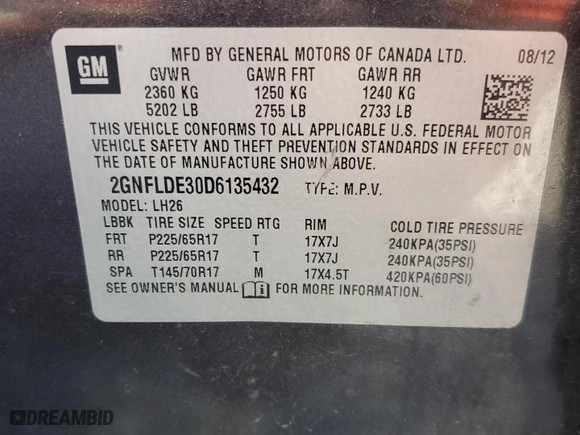 GM
MFD BY GENERAL MOTORS OF CANADA LTD. 08/12
GVWR GAWR FRT GAWR RR
2360 KG 1250 KG 1240 KG
5202 LB 2755 LB 2733 LB
THIS VEHICLE CONFORMS TO ALL APPLICABLE U.S. FEDERAL MOTOR
VEHICLE SAFETY AND THEFT PREVENTION STANDARDS IN EFFECT ON
THE DATE OF MANUFACTURE SHOWN ABOVE.
2GNFLDE30D6135432 TYPE: M.P.V.
MODEL: LH26
LBBK TIRE SIZE SPEED RTG RIM COLD TIRE PRESSURE
FRT P225/65R17 T 17X7J 240KPA(35PSI)
RR P225/65R17 T 17X7J 240KPA(35PSI)
SPA T145/70R17 M 17X4.5T 420KPA(60PSI)
SEE OWNER'S MANUAL i FOR MORE INFORMATION.
DREAMBID